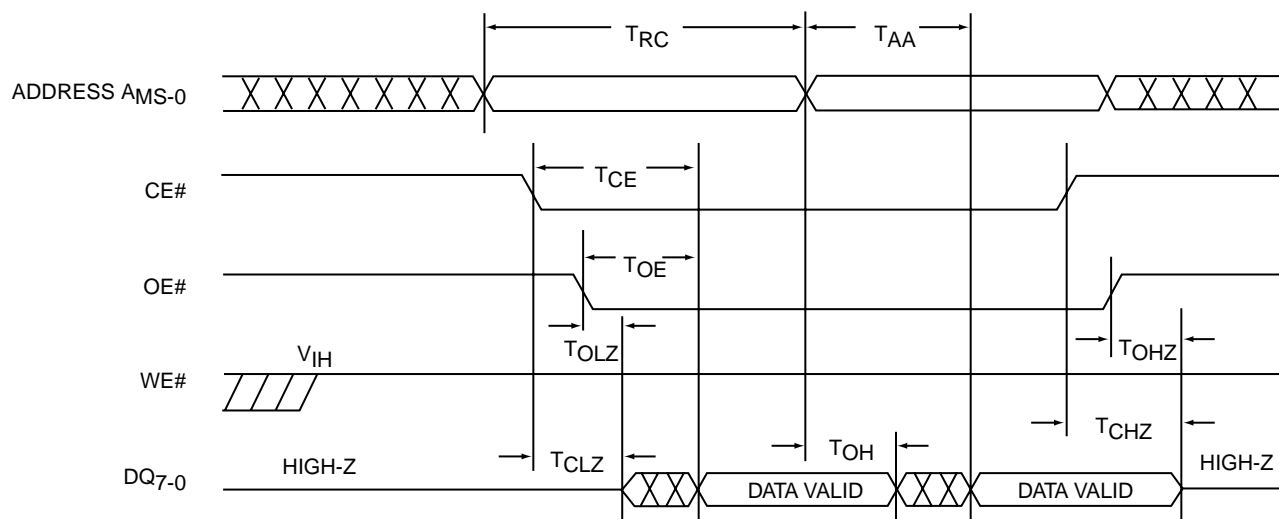 TRC
TAA
ADDRESS AMS-0
CE#
TCE
OE#
TOE
TOLZ
TOHZ
VIH
WE#
TCHZ
TCLZ
TOH
HIGH-Z
HIGH-Z
DQ7-0
DATA VALID
DATA VALID